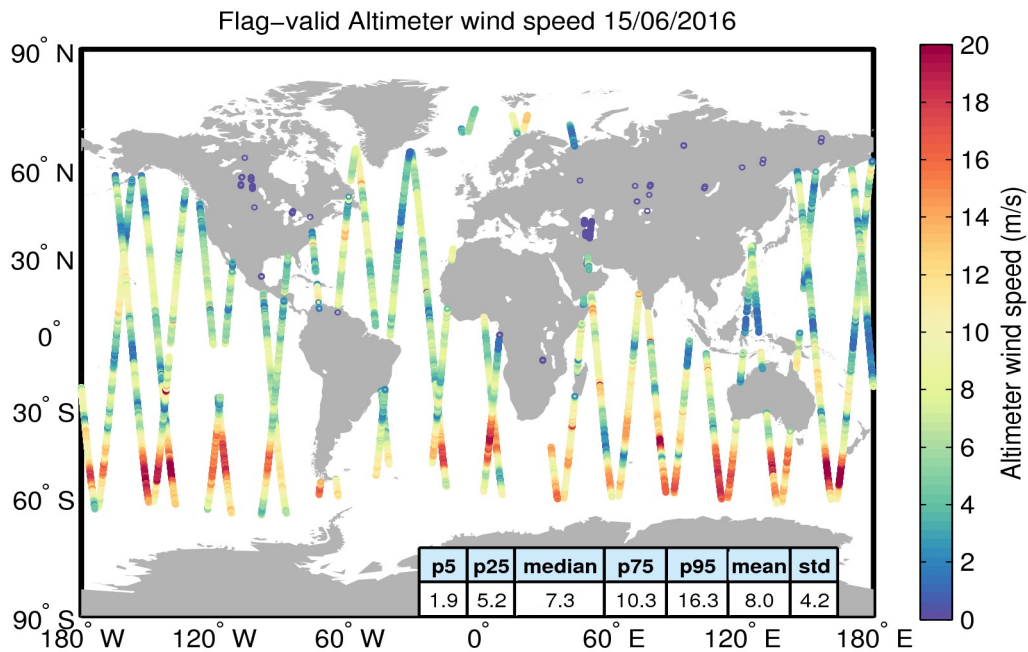 Flag−valid Altimeter wind speed 15/06/2016
90° N
60° N
30° N
0°
30° S
60° S
90° S
180° W
120° W
60° W
0°
60° E
120° E
180° E
p5 p25 median p75 p95 mean std
1.9 5.2 7.3 10.3 16.3 8.0 4.2
20
18
16
14
12
10
8
6
4
2
0
Altimeter wind speed (m/s)